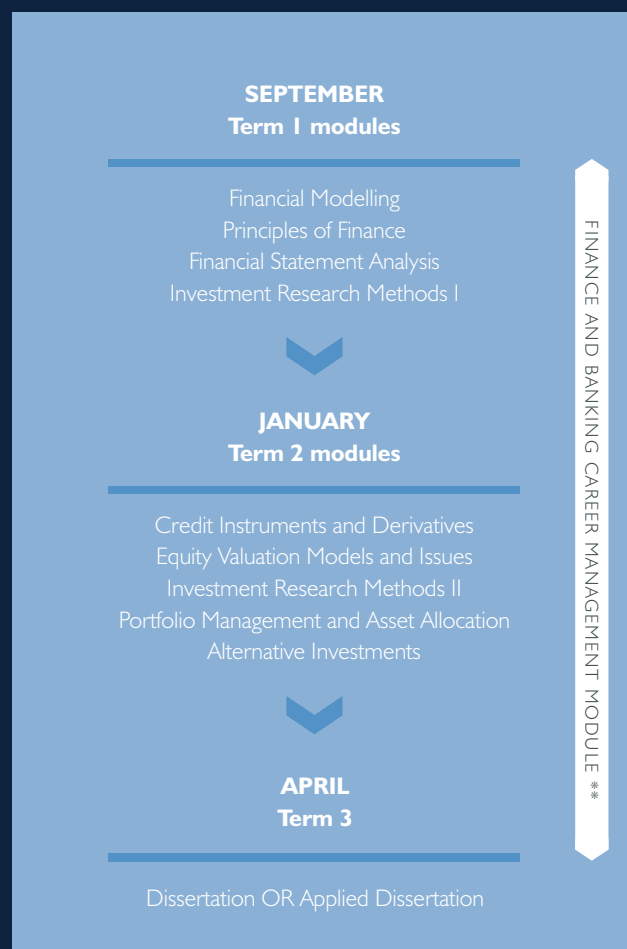 SEPTEMBER
Term 1 modules
Financial Modelling
Principles of Finance
Financial Statement Analysis
Investment Research Methods I
JANUARY
Term 2 modules
Credit Instruments and Derivatives
Equity Valuation Models and Issues
Investment Research Methods II
Portfolio Management and Asset Allocation
Alternative Investments
APRIL
Term 3
Dissertation OR Applied Dissertation
FINANCE AND BANKING CAREER MANAGEMENT MODULE **